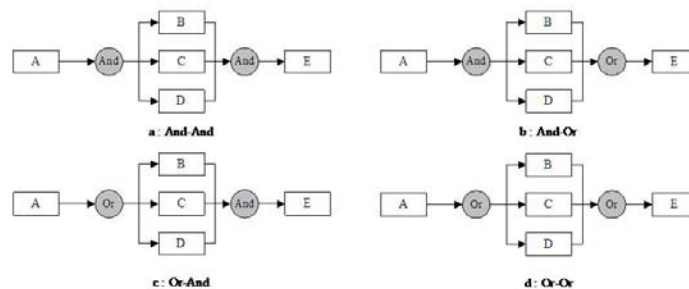 B
A And C And E
D
a : And-And
B
A And C Or E
D
b : And-Or
B
A Or C And E
D
c : Or-And
B
A Or C Or E
D
d : Or-Or